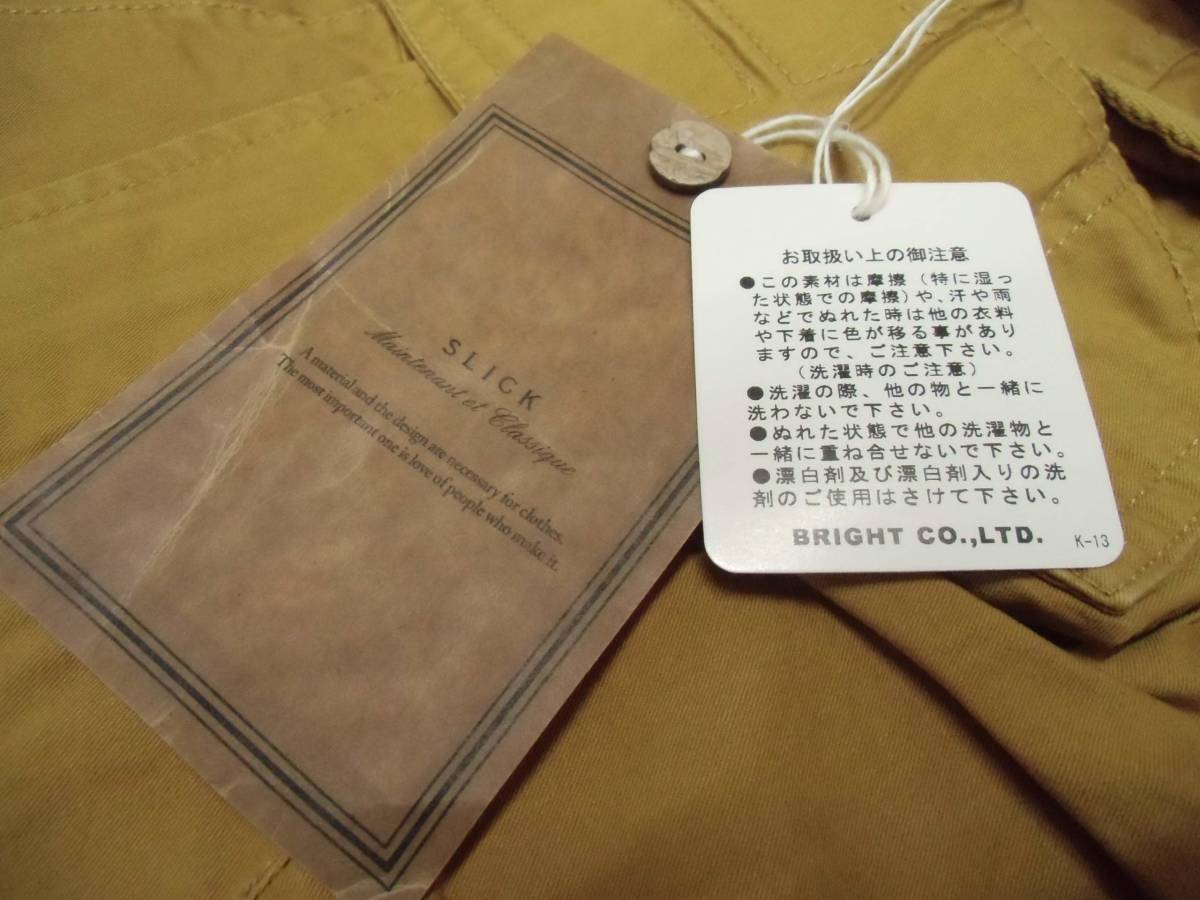 SLICK
Maintenant et Classique
A material and the design are necessary for clothes.
The most important one is love of people who make it.
お取扱い上の御注意
●この素材は摩擦(特に湿っ
た状態での摩擦)や、汗や雨
などでぬれた時は他の衣料
や下着に色が移る事があり
ますので、ご注意下さい。
(洗濯時のご注意)
●洗濯の際、他の物と一緒に
洗わないで下さい。
●ぬれた状態で他の洗濯物と
一緒に重ね合せないで下さい。
●漂白剤及び漂白剤入りの洗
剤のご使用はさけて下さい。
BRIGHT CO.,LTD.
K-13